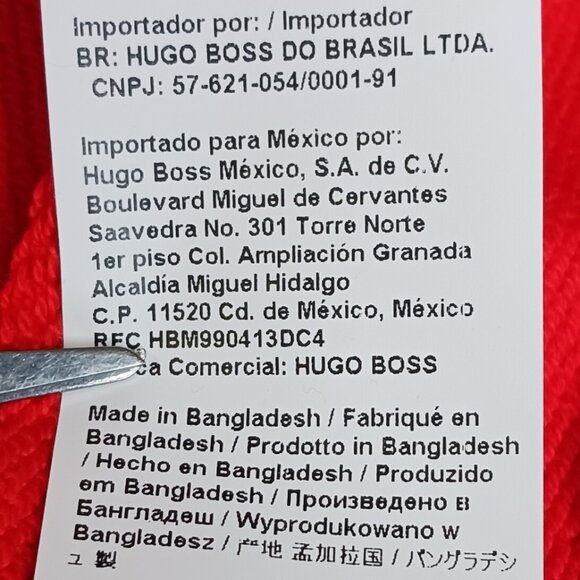 Importador por: / Importador
BR: HUGO BOSS DO BRASIL LTDA.
CNPJ: 57-621-054/0001-91
Importado para México por:
Hugo Boss México, S.A. de C.V.
Boulevard Miguel de Cervantes
Saavedra No. 301 Torre Norte
1er piso Col. Ampliación Granada
Alcaldía Miguel Hidalgo
C.P. 11520 Cd. de México, México
RFC HBM990413DC4
Comercial: HUGO BOSS
Made in Bangladesh / Fabriqué en
Bangladesh / Prodotto in Bangladesh
/ Hecho en Bangladesh / Produzido
em Bangladesh / Произведено в
Бангладеш / Wyprodukowano w
Bangladesz / 产地 孟加拉国 / バングラデシ
ュ 製